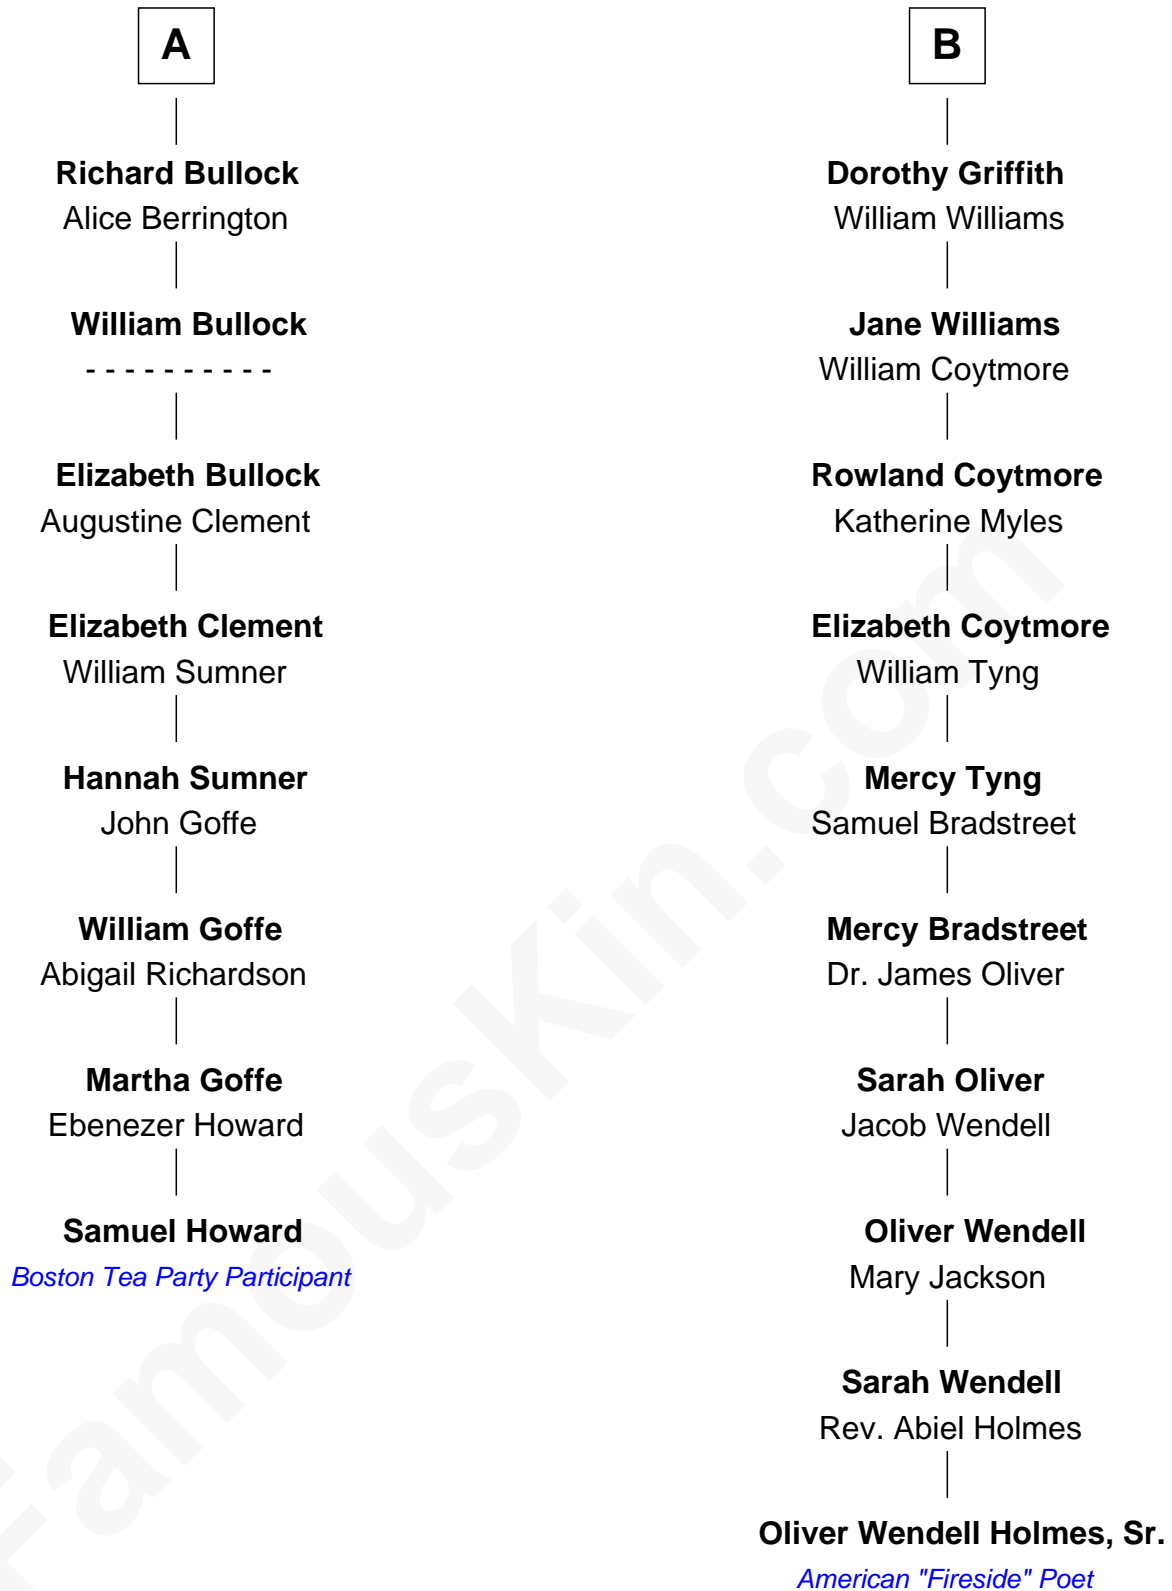 A
Richard Bullock
Alice Berrington
William Bullock
- - - - - - - - - -
Elizabeth Bullock
Augustine Clement
Elizabeth Clement
William Sumner
Hannah Sumner
John Goffe
William Goffe
Abigail Richardson
Martha Goffe
Ebenezer Howard
Samuel Howard
Boston Tea Party Participant
B
Dorothy Griffith
William Williams
Jane Williams
William Coytmore
Rowland Coytmore
Katherine Myles
Elizabeth Coytmore
William Tyng
Mercy Tyng
Samuel Bradstreet
Mercy Bradstreet
Dr. James Oliver
Sarah Oliver
Jacob Wendell
Oliver Wendell
Mary Jackson
Sarah Wendell
Rev. Abiel Holmes
Oliver Wendell Holmes, Sr.
American "Fireside" Poet
FamousKin.com